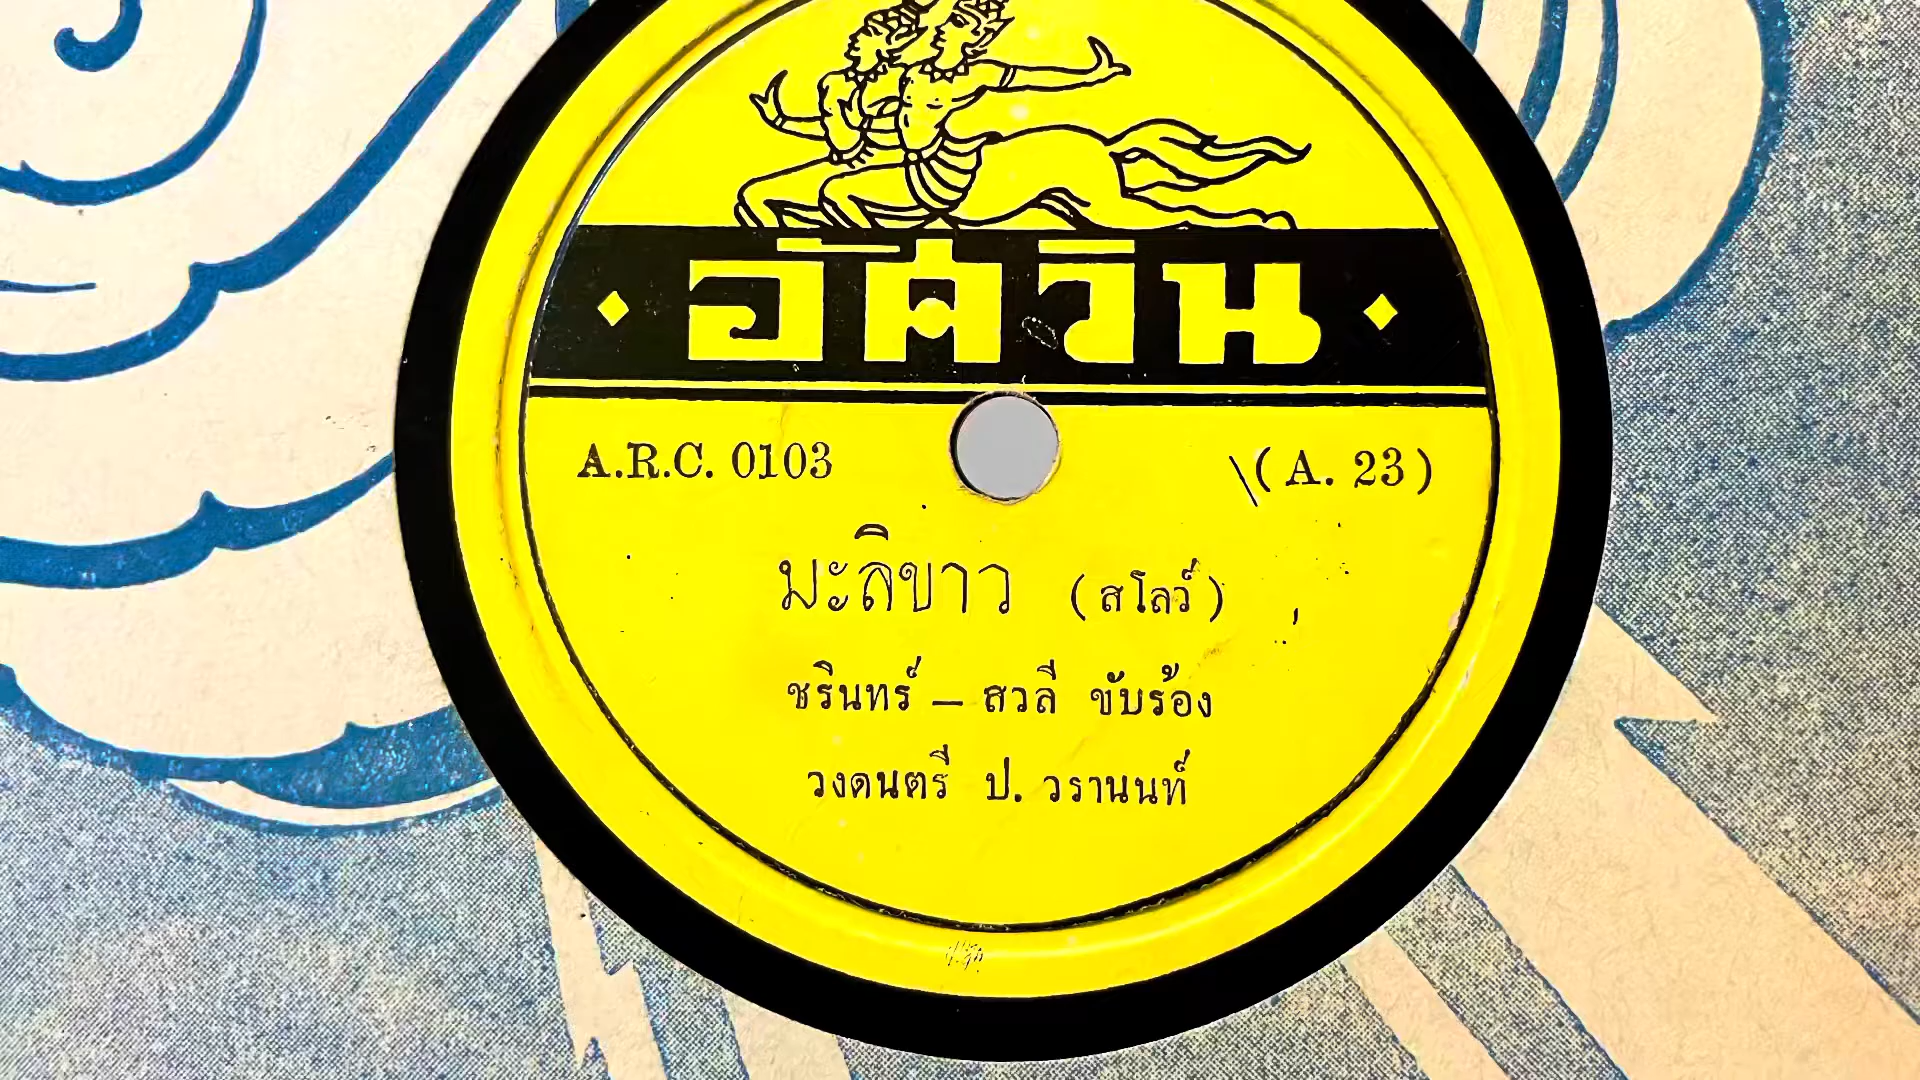 อัศวิน
A.R.C. 0103 (A. 23)
มะลิขาว (สโลว์)
ชรินทร์ – สวลี ขับร้อง
วงดนตรี ป. วรานนท์